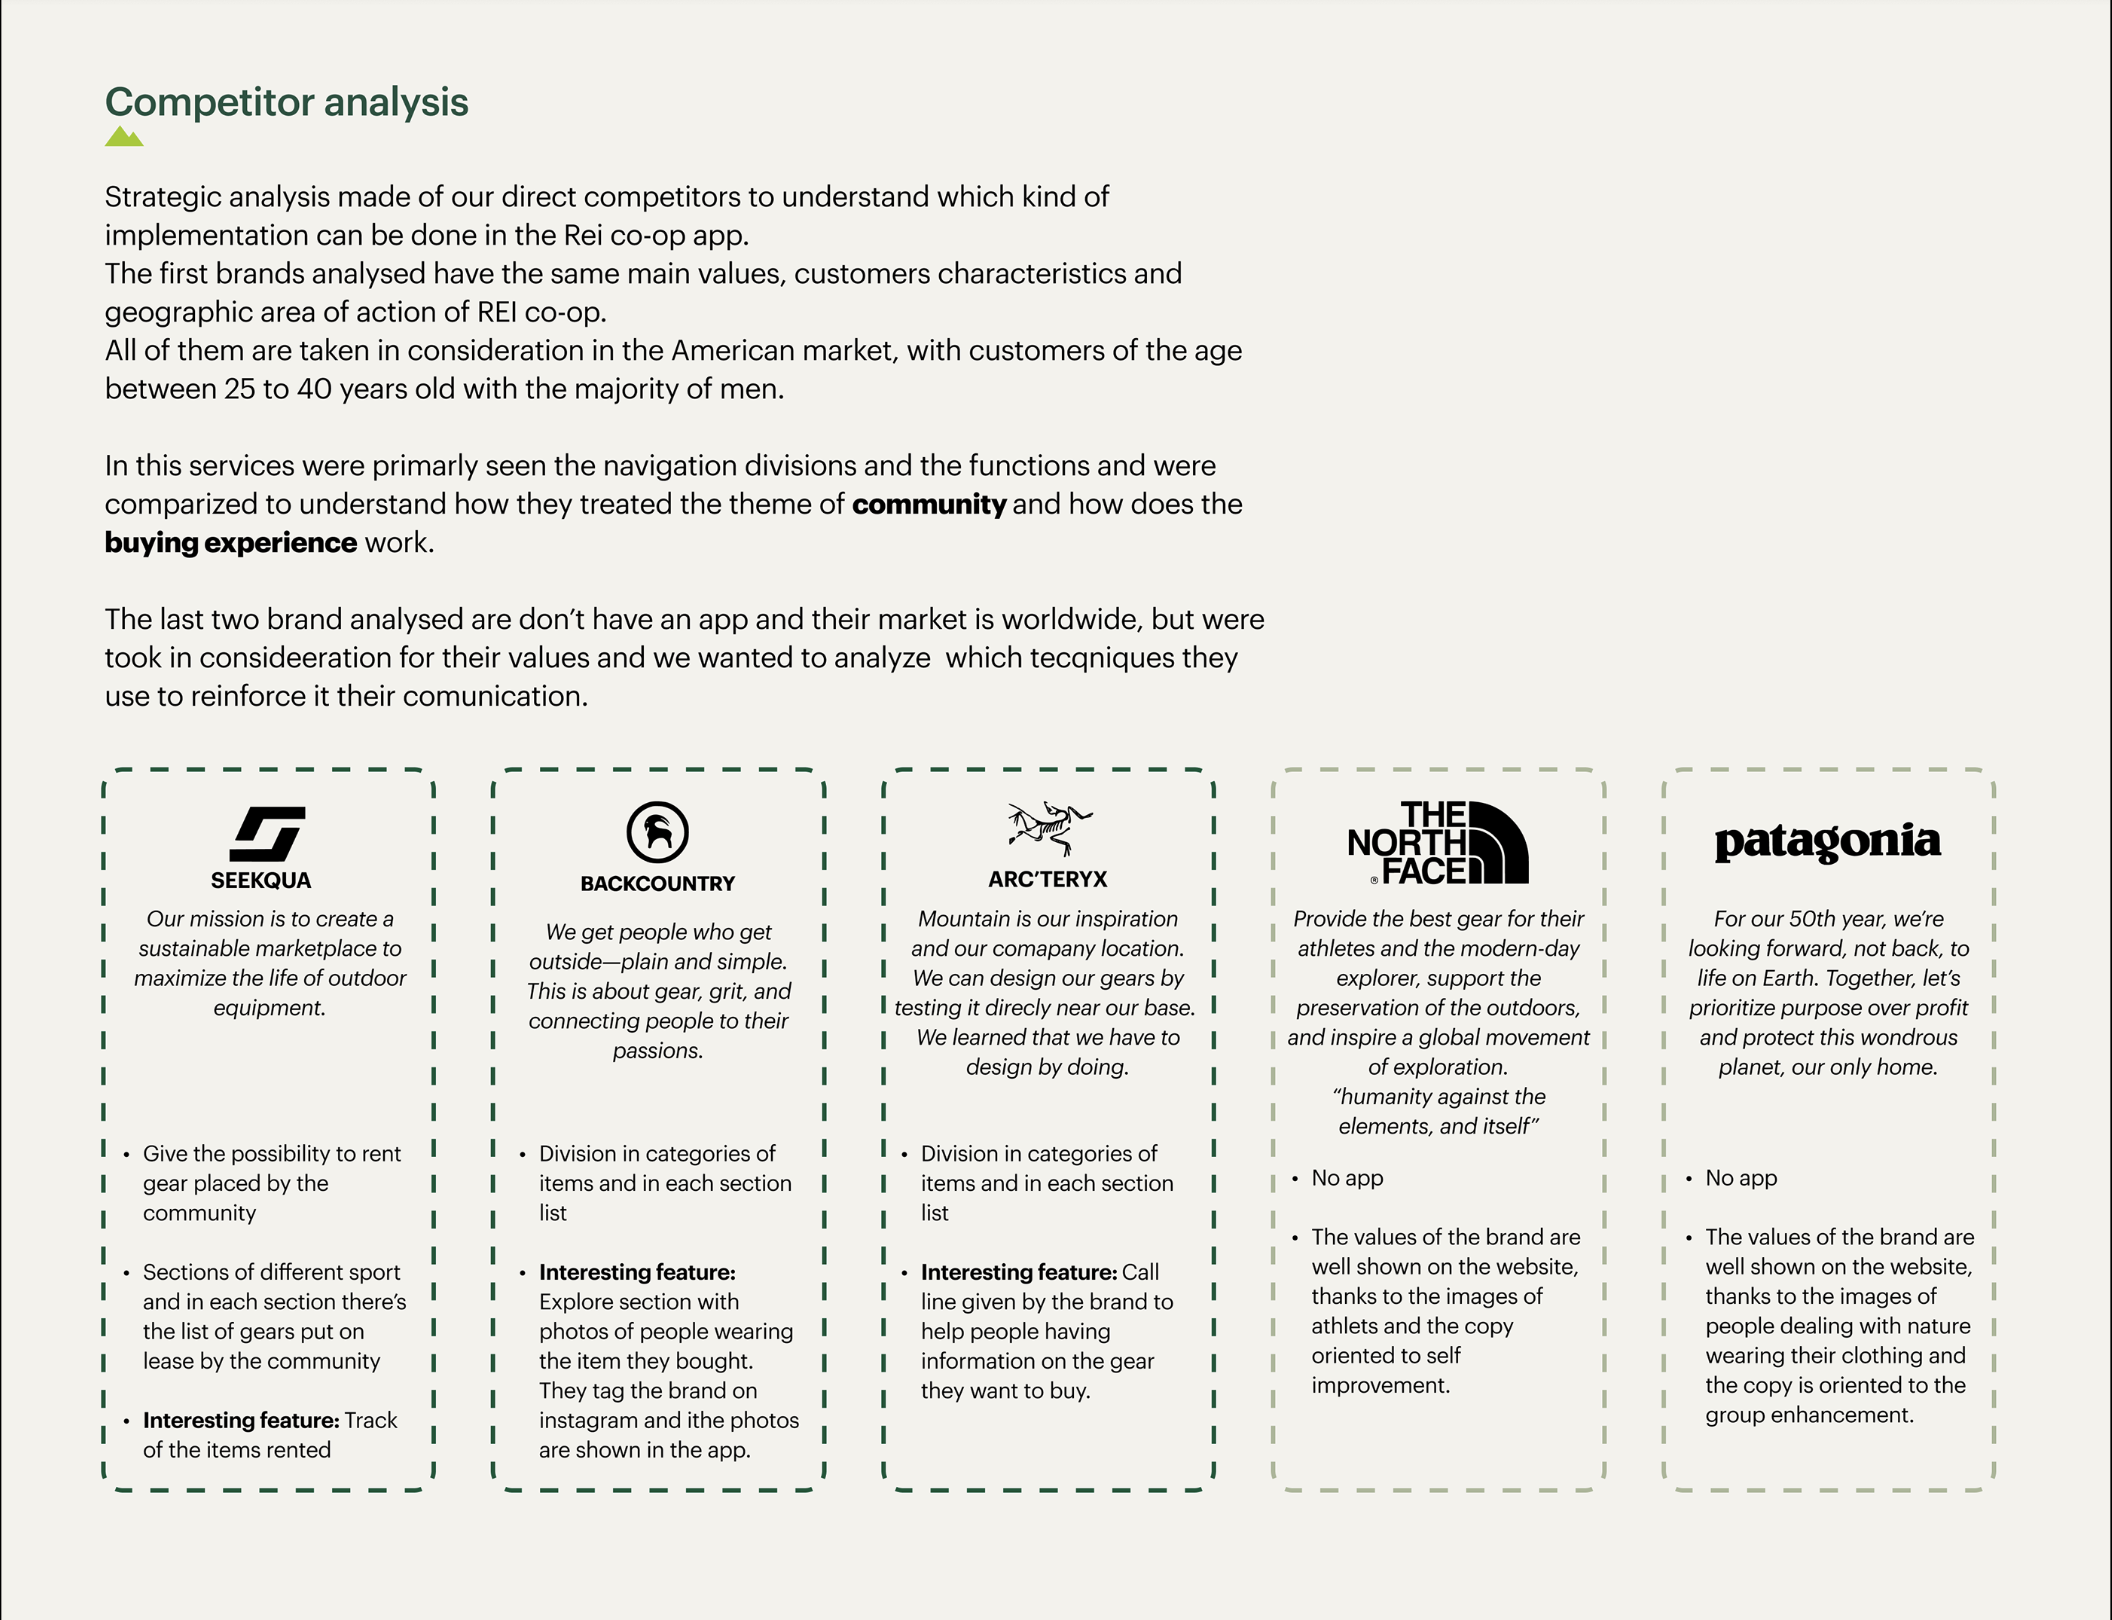 Competitor analysis
Strategic analysis made of our direct competitors to understand which kind of
implementation can be done in the Rei co-op app.
The first brands analysed have the same main values, customers characteristics and
geographic area of action of REI co-op.
All of them are taken in consideration in the American market, with customers of the age
between 25 to 40 years old with the majority of men.
In this services were primarly seen the navigation divisions and the functions and were
comparized to understand how they treated the theme of community and how does the
buying experience work.
The last two brand analysed are don’t have an app and their market is worldwide, but were
took in consideeration for their values and we wanted to analyze  which tecqniques they
use to reinforce it their comunication.
SEEKQUA
Our mission is to create a
sustainable marketplace to
maximize the life of outdoor
equipment.
• Give the possibility to rent
gear placed by the
community
• Sections of different sport
and in each section there’s
the list of gears put on
lease by the community
• Interesting feature: Track
of the items rented
BACKCOUNTRY
We get people who get
outside—plain and simple.
This is about gear, grit, and
connecting people to their
passions.
• Division in categories of
items and in each section
list
• Interesting feature:
Explore section with
photos of people wearing
the item they bought.
They tag the brand on
instagram and ithe photos
are shown in the app.
ARC’TERYX
Mountain is our inspiration
and our comapany location.
We can design our gears by
testing it direcly near our base.
We learned that we have to
design by doing.
• Division in categories of
items and in each section
list
• Interesting feature: Call
line given by the brand to
help people having
information on the gear
they want to buy.
THE
NORTH
® FACE
Provide the best gear for their
athletes and the modern-day
explorer, support the
preservation of the outdoors,
and inspire a global movement
of exploration.
“humanity against the
elements, and itself”
• No app
• The values of the brand are
well shown on the website,
thanks to the images of
athlets and the copy
oriented to self
improvement.
patagonia
For our 50th year, we’re
looking forward, not back, to
life on Earth. Together, let’s
prioritize purpose over profit
and protect this wondrous
planet, our only home.
• No app
• The values of the brand are
well shown on the website,
thanks to the images of
people dealing with nature
wearing their clothing and
the copy is oriented to the
group enhancement.